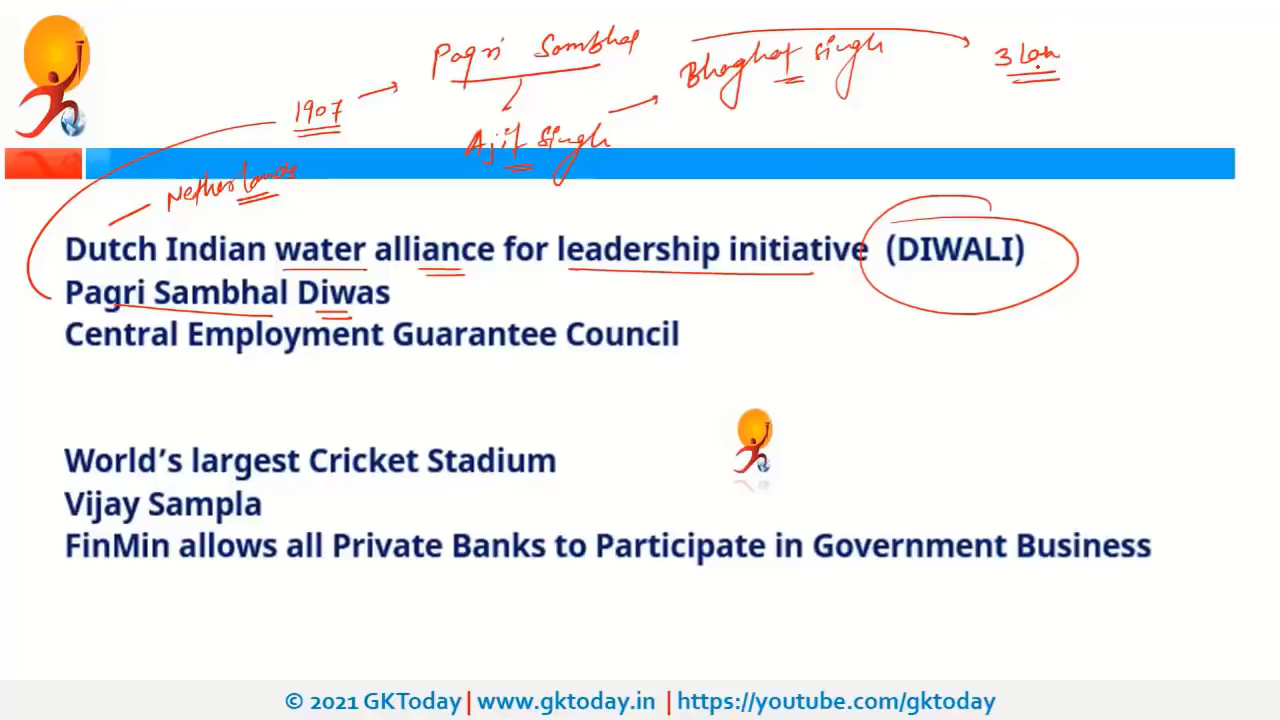 Pagri Sambhal
Bhaghat Singh
3 Law
1907
Ajit Singh
Netherlands
Dutch Indian water alliance for leadership initiative (DIWALI)
Pagri Sambhal Diwas
Central Employment Guarantee Council
World’s largest Cricket Stadium
Vijay Sampla
FinMin allows all Private Banks to Participate in Government Business
© 2021 GKToday | www.gktoday.in | https://youtube.com/gktoday